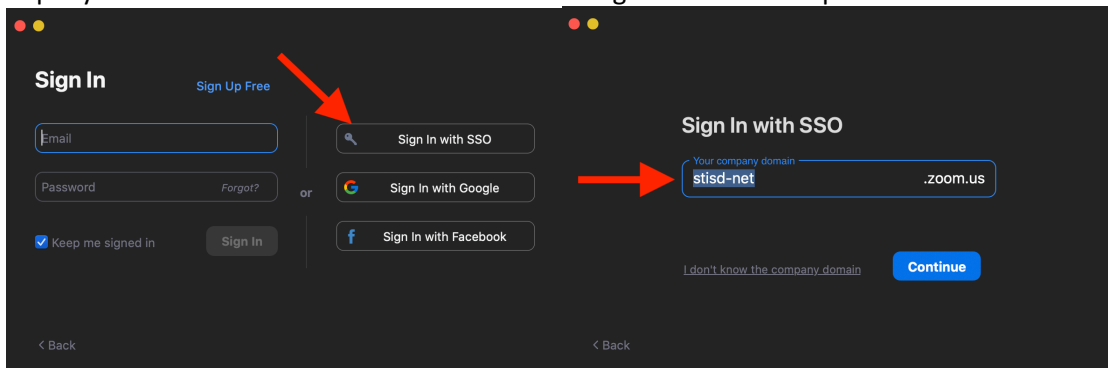 Sign In
Sign Up Free
Email
Password
Forgot?
Keep me signed in
Sign In
or
Sign In with SSO
Sign In with Google
Sign In with Facebook
< Back
Sign In with SSO
Your company domain
stisd-net
.zoom.us
I don't know the company domain
Continue
< Back